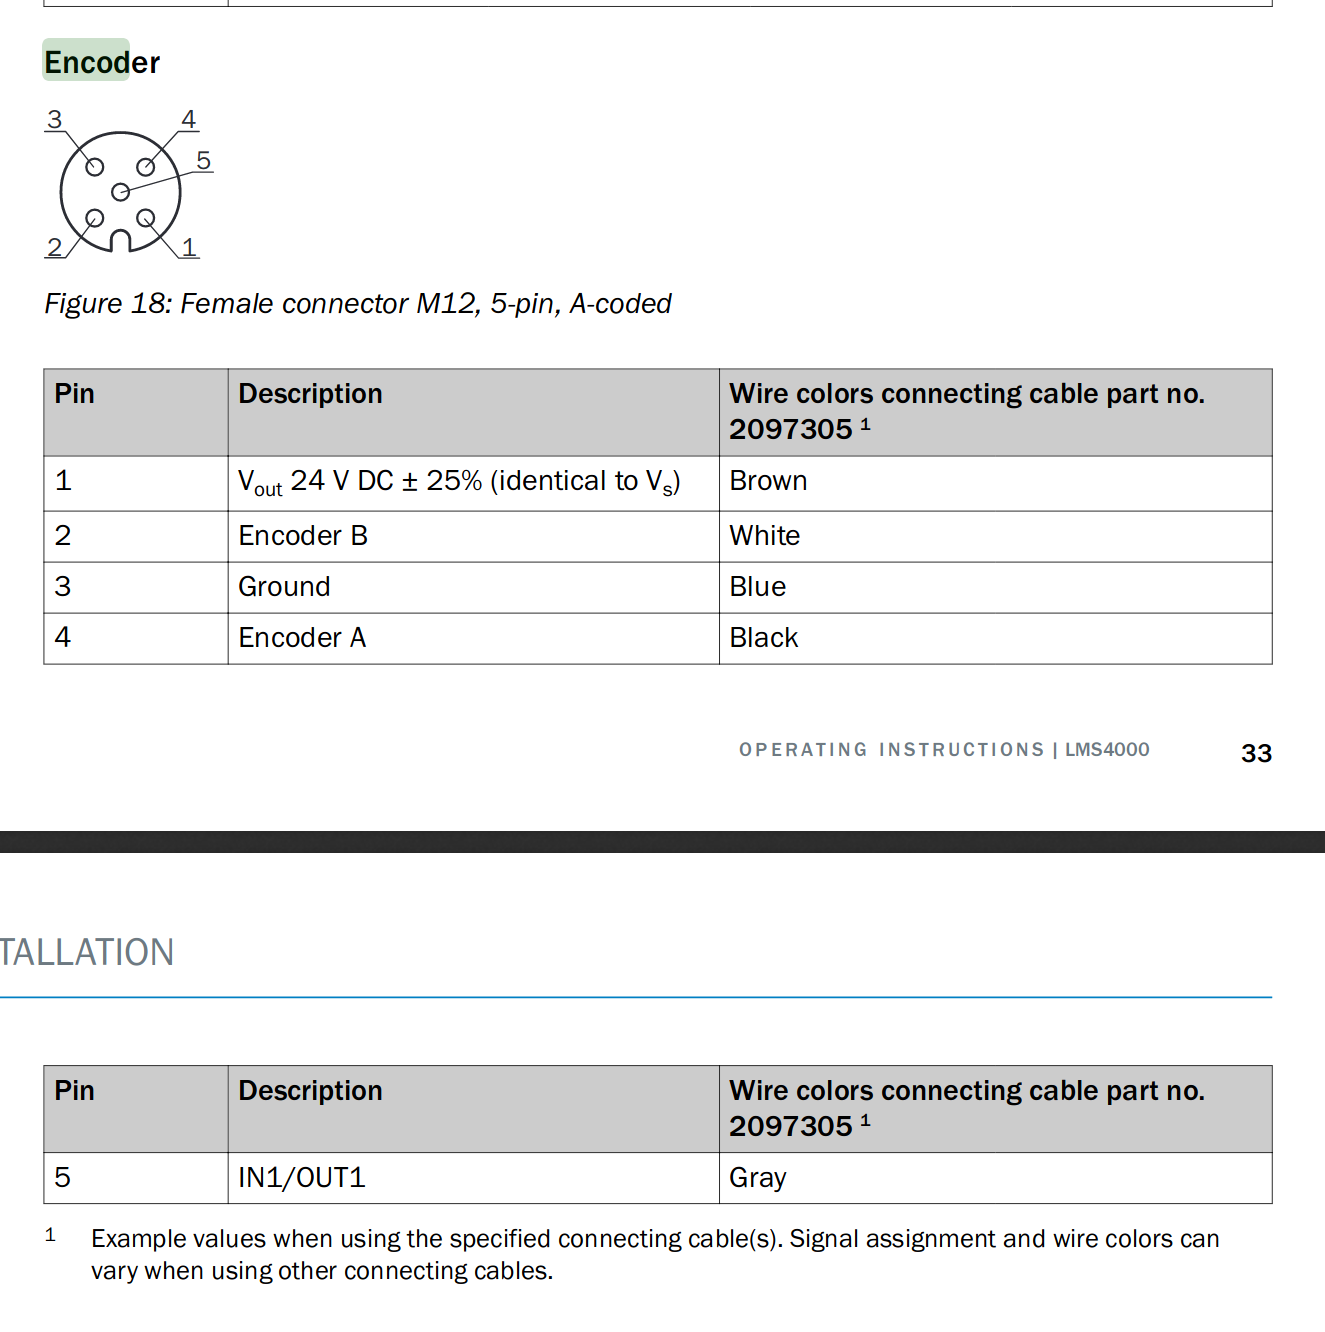 Encoder
3 4
5
2 1
Figure 18: Female connector M12, 5-pin, A-coded
Pin Description Wire colors connecting cable part no.
2097305 1
1 Vout 24 V DC ± 25% (identical to Vs) Brown
2 Encoder B White
3 Ground Blue
4 Encoder A Black
OPERATING INSTRUCTIONS | LMS4000 33
TALLATION
Pin Description Wire colors connecting cable part no.
2097305 1
5 IN1/OUT1 Gray
1 Example values when using the specified connecting cable(s). Signal assignment and wire colors can
vary when using other connecting cables.